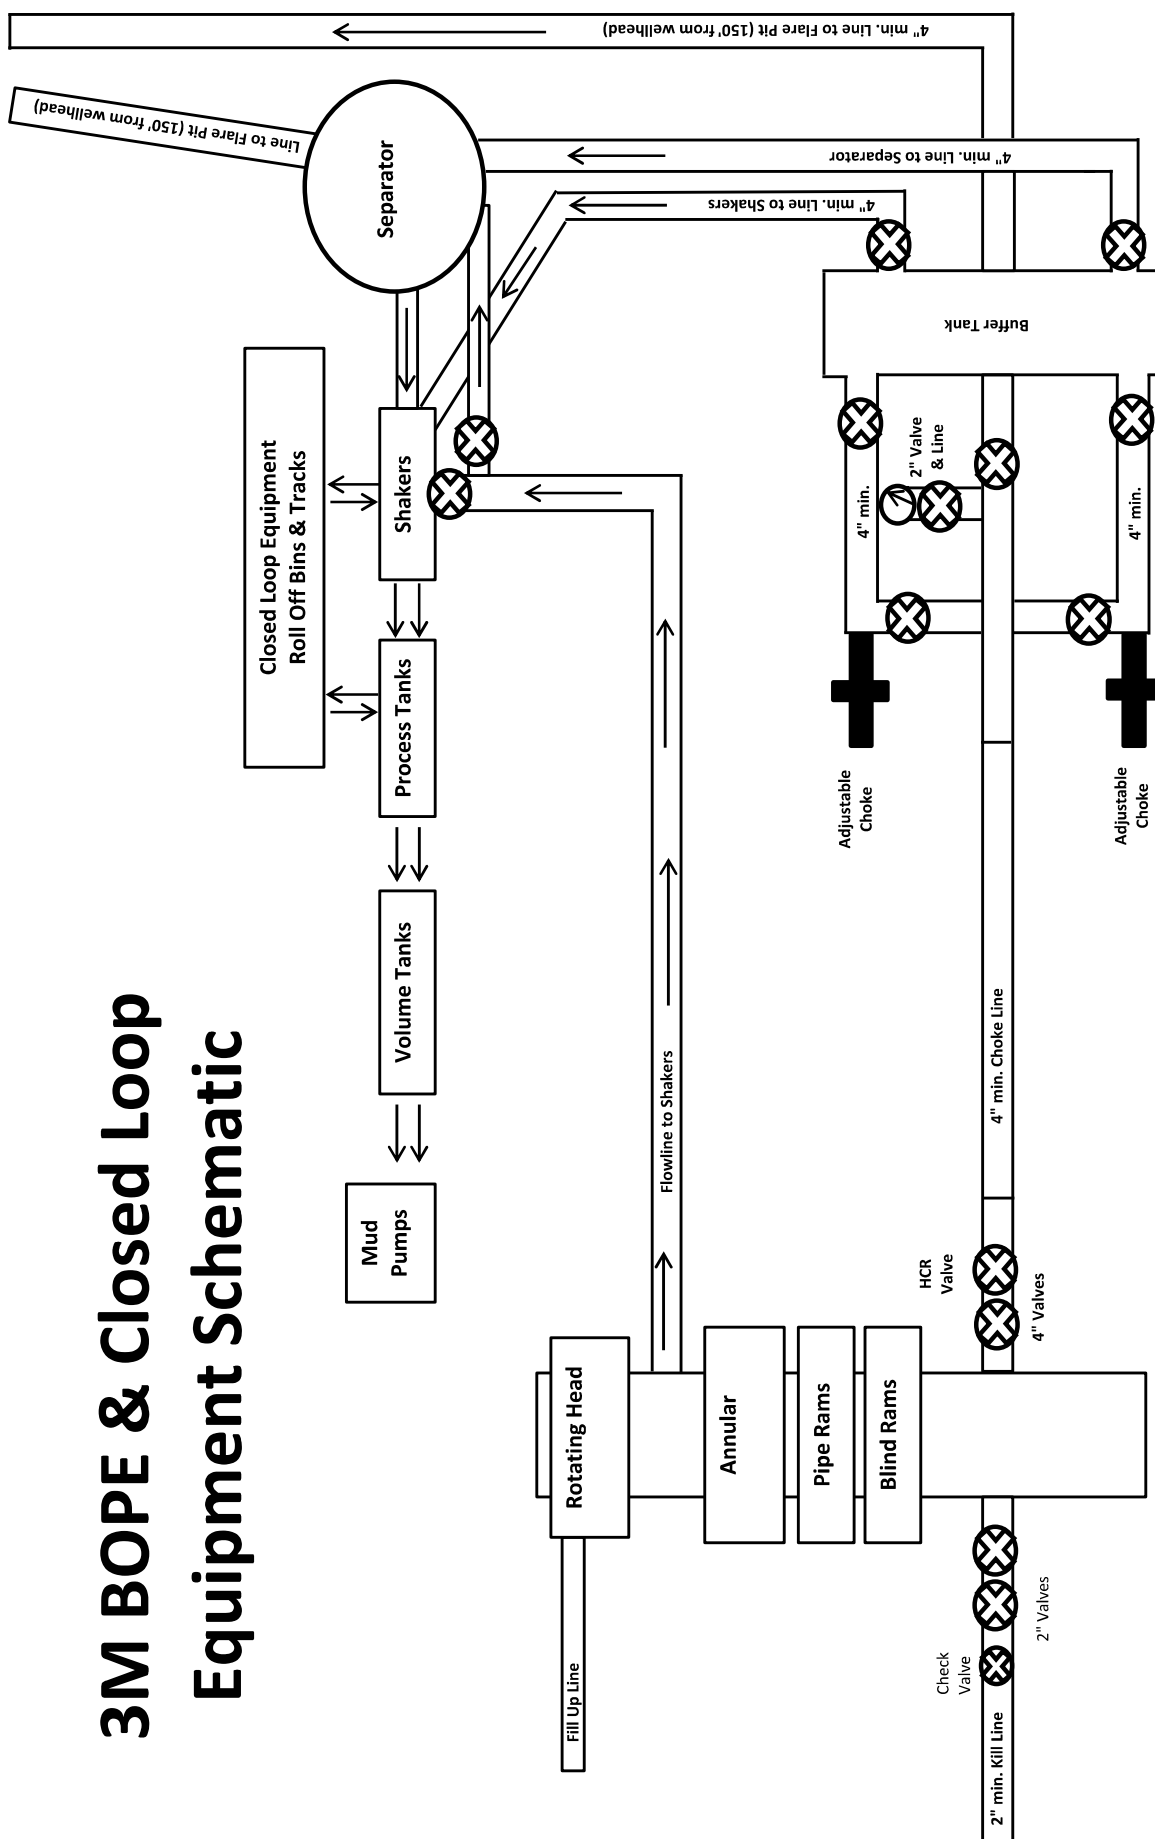 3M BOPE & Closed Loop
Equipment Schematic
4" min. Line to Flare Pit (150' from wellhead)
Line to Flare Pit (150' from wellhead)
Separator
4" min. Line to Separator
4" min. Line to Shakers
Closed Loop Equipment
Roll Off Bins & Tracks
Shakers
Process Tanks
Volume Tanks
Mud
Pumps
Buffer Tank
2" Valve
& Line
4" min.
4" min.
Adjustable
Choke
Adjustable
Choke
Flowline to Shakers
4" min. Choke Line
HCR
Valve
4" Valves
Rotating Head
Annular
Pipe Rams
Blind Rams
Fill Up Line
Check
Valve
2" Valves
2" min. Kill Line